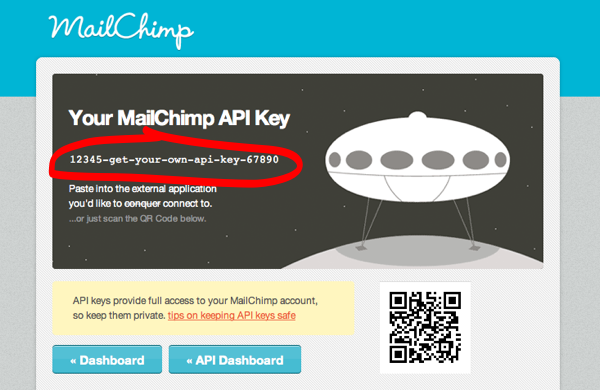 MailChimp
Your MailChimp API Key
12345-get-your-own-api-key-67890
Paste into the external application
you'd like to conquer connect to.
...or just scan the QR Code below.
API keys provide full access to your MailChimp account,
so keep them private. tips on keeping API keys safe
« Dashboard
« API Dashboard